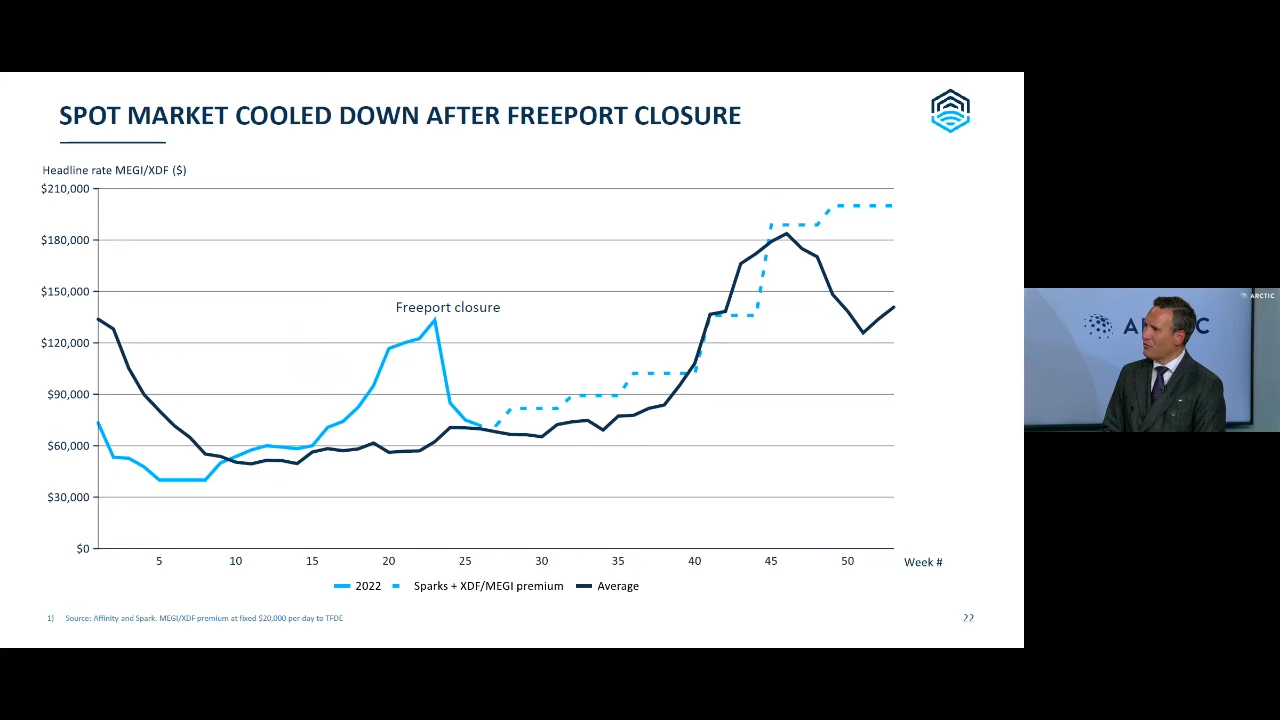 SPOT MARKET COOLED DOWN AFTER FREEPORT CLOSURE
Headline rate MEGI/XDF ($)
$210,000
$180,000
$150,000
$120,000
$90,000
$60,000
$30,000
$0
Freeport closure
5 10 15 20 25 30 35 40 45 50 Week #
2022 Sparks + XDF/MEGI premium Average
1) Source: Affinity and Spark. MEGI/XDF premium at fixed $20,000 per day to TFDE
22
ARCTIC